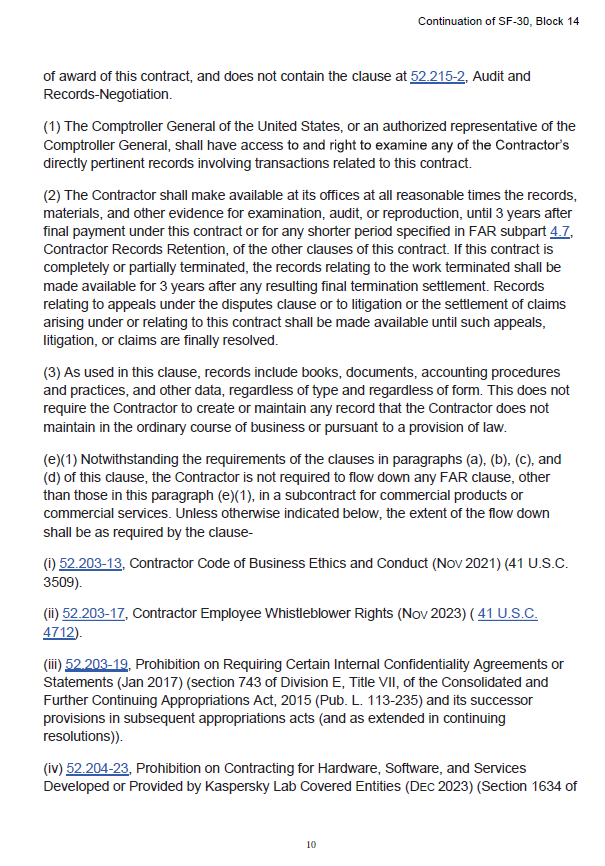 Continuation of SF-30, Block 14
of award of this contract, and does not contain the clause at 52.215-2, Audit and
Records-Negotiation.
(1) The Comptroller General of the United States, or an authorized representative of the
Comptroller General, shall have access to and right to examine any of the Contractor’s
directly pertinent records involving transactions related to this contract.
(2) The Contractor shall make available at its offices at all reasonable times the records,
materials, and other evidence for examination, audit, or reproduction, until 3 years after
final payment under this contract or for any shorter period specified in FAR subpart 4.7,
Contractor Records Retention, of the other clauses of this contract. If this contract is
completely or partially terminated, the records relating to the work terminated shall be
made available for 3 years after any resulting final termination settlement. Records
relating to appeals under the disputes clause or to litigation or the settlement of claims
arising under or relating to this contract shall be made available until such appeals,
litigation, or claims are finally resolved.
(3) As used in this clause, records include books, documents, accounting procedures
and practices, and other data, regardless of type and regardless of form. This does not
require the Contractor to create or maintain any record that the Contractor does not
maintain in the ordinary course of business or pursuant to a provision of law.
(e)(1) Notwithstanding the requirements of the clauses in paragraphs (a), (b), (c), and
(d) of this clause, the Contractor is not required to flow down any FAR clause, other
than those in this paragraph (e)(1), in a subcontract for commercial products or
commercial services. Unless otherwise indicated below, the extent of the flow down
shall be as required by the clause-
(i) 52.203-13, Contractor Code of Business Ethics and Conduct (Nov 2021) (41 U.S.C.
3509).
(ii) 52.203-17, Contractor Employee Whistleblower Rights (Nov 2023) ( 41 U.S.C.
4712).
(iii) 52.203-19, Prohibition on Requiring Certain Internal Confidentiality Agreements or
Statements (Jan 2017) (section 743 of Division E, Title VII, of the Consolidated and
Further Continuing Appropriations Act, 2015 (Pub. L. 113-235) and its successor
provisions in subsequent appropriations acts (and as extended in continuing
resolutions)).
(iv) 52.204-23, Prohibition on Contracting for Hardware, Software, and Services
Developed or Provided by Kaspersky Lab Covered Entities (Dec 2023) (Section 1634 of
10